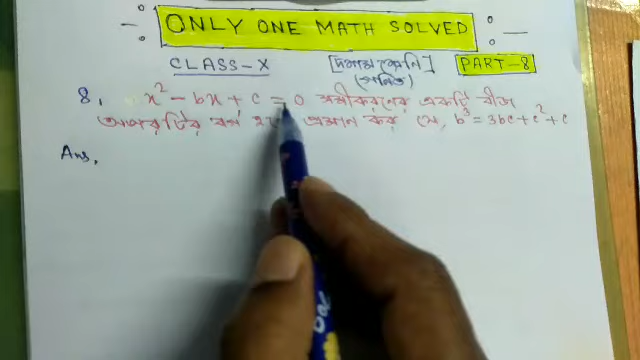 ONLY ONE MATH SOLVED
CLASS-X [দশম শ্রেণি] PART-8
(গণিত)
8. x² - bx + c = 0 সমীকরণের একটি বীজ
অপরটির বর্গ প্রমাণ কর যে, b³ = 3bc + c² + c
Ans.